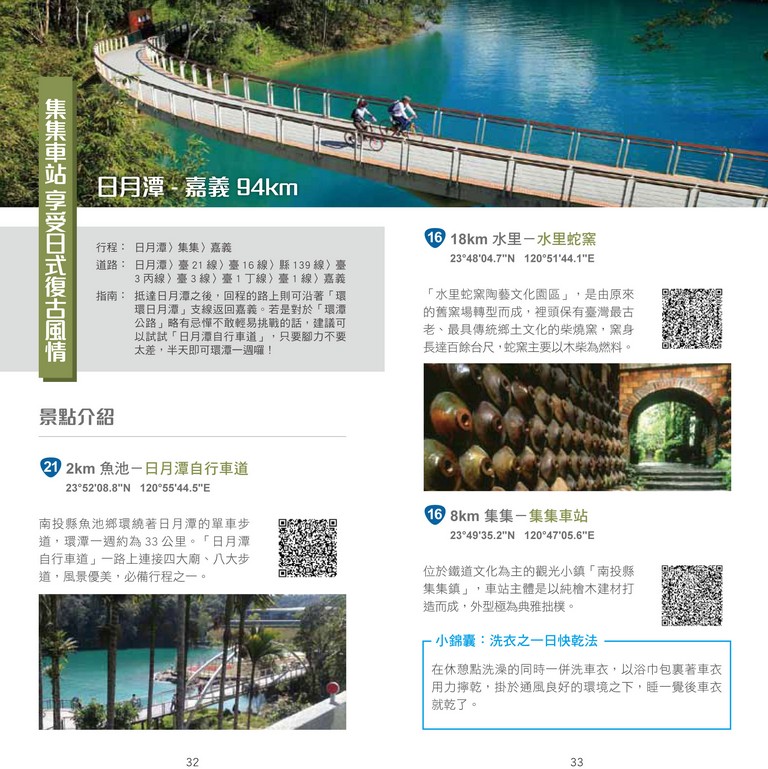 集集車站 享受日式復古風情
日月潭 - 嘉義 94km
行程： 日月潭〉集集〉嘉義
道路： 日月潭〉臺 21 線〉臺 16 線〉縣 139 線〉臺
3 丙線〉臺 3 線〉臺 1 丁線〉臺 1 線〉嘉義
指南： 抵達日月潭之後，回程的路上則可沿著「環
環日月潭」支線返回嘉義。若是對於「環潭
公路」略有忌憚不敢輕易挑戰的話，建議可
以試試「日月潭自行車道」，只要腳力不要
太差，半天即可環潭一週囉！
景點介紹
21 2km 魚池－日月潭自行車道
23°52'08.8"N 120°55'44.5"E
南投縣魚池鄉環繞著日月潭的單車步
道，環潭一週約為 33 公里。「日月潭
自行車道」一路上連接四大廟、八大步
道，風景優美，必備行程之一。
32
16 18km 水里－水里蛇窯
23°48'04.7"N 120°51'44.1"E
「水里蛇窯陶藝文化園區」，是由原來
的舊窯場轉型而成，裡頭保有臺灣最古
老、最具傳統鄉土文化的柴燒窯，窯身
長達百餘台尺，蛇窯主要以木柴為燃料。
16 8km 集集－集集車站
23°49'35.2"N 120°47'05.6"E
位於鐵道文化為主的觀光小鎮「南投縣
集集鎮」，車站主體是以純檜木建材打
造而成，外型極為典雅拙樸。
小錦囊：洗衣之一日快乾法
在休憩點洗澡的同時一併洗車衣，以浴巾包裹著車衣
用力擰乾，掛於通風良好的環境之下，睡一覺後車衣
就乾了。
33